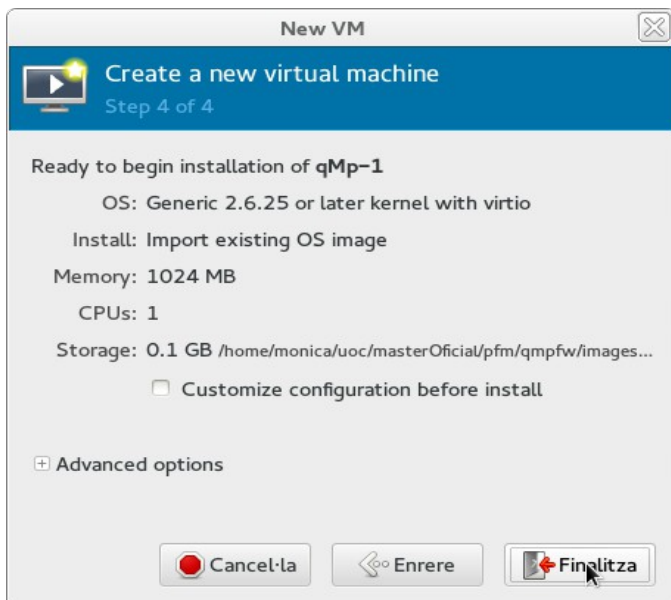 New VM
Create a new virtual machine
Step 4 of 4
Ready to begin installation of qMp-1
OS: Generic 2.6.25 or later kernel with virtio
Install: Import existing OS image
Memory: 1024 MB
CPUs: 1
Storage: 0.1 GB /home/monica/uoc/masterOficial/pfm/qmpfw/images...
Customize configuration before install
Advanced options
Cancel·la Enrere Finalitza